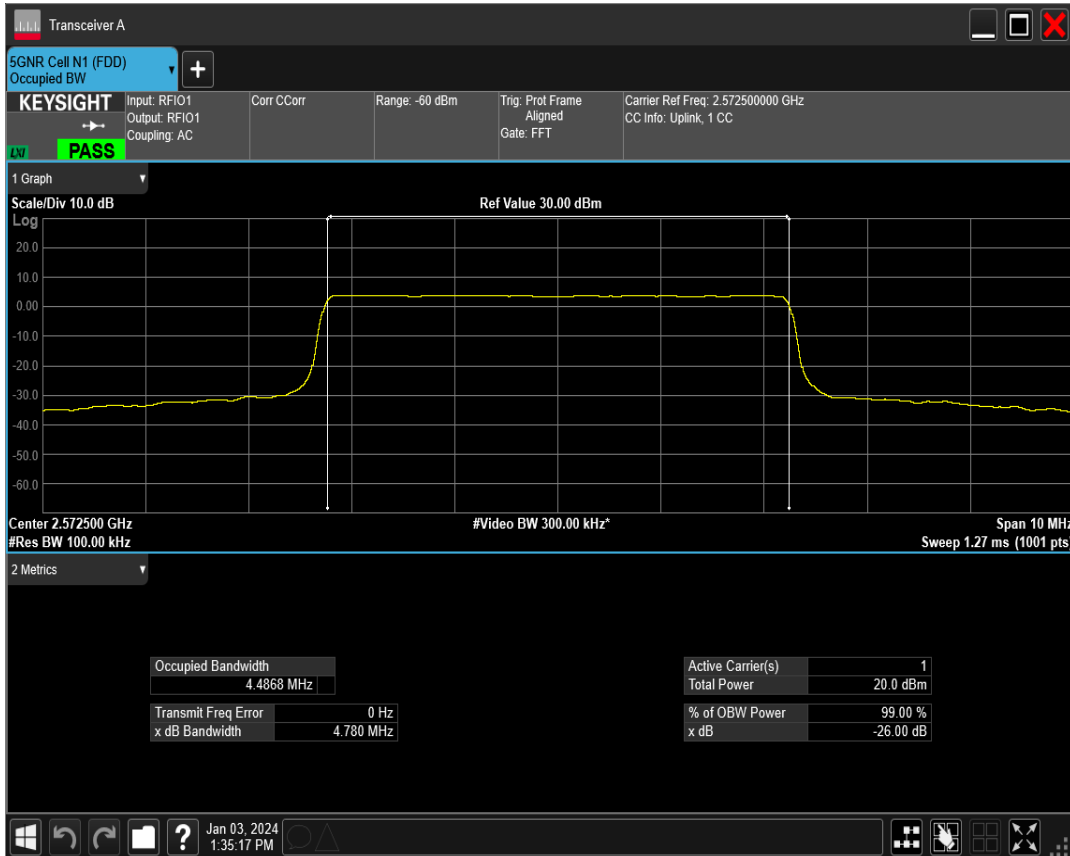 Transceiver A
5GNR Cell N1 (FDD)
Occupied BW
+
KEYSIGHT
LXI
PASS
Input: RFIO1
Output: RFIO1
Coupling: AC
Corr CCorr
Range: -60 dBm
Trig: Prot Frame
Aligned
Gate: FFT
Carrier Ref Freq: 2.572500000 GHz
CC Info: Uplink, 1 CC
1 Graph
Scale/Div 10.0 dB
Ref Value 30.00 dBm
Log
20.0
10.0
0.00
-10.0
-20.0
-30.0
-40.0
-50.0
-60.0
Center 2.572500 GHz
#Video BW 300.00 kHz*
Span 10 MHz
#Res BW 100.00 kHz
Sweep 1.27 ms (1001 pts)
2 Metrics
Occupied Bandwidth
4.4868 MHz
Transmit Freq Error 0 Hz
x dB Bandwidth 4.780 MHz
Active Carrier(s) 1
Total Power 20.0 dBm
% of OBW Power 99.00 %
x dB -26.00 dB
?
Jan 03, 2024
1:35:17 PM